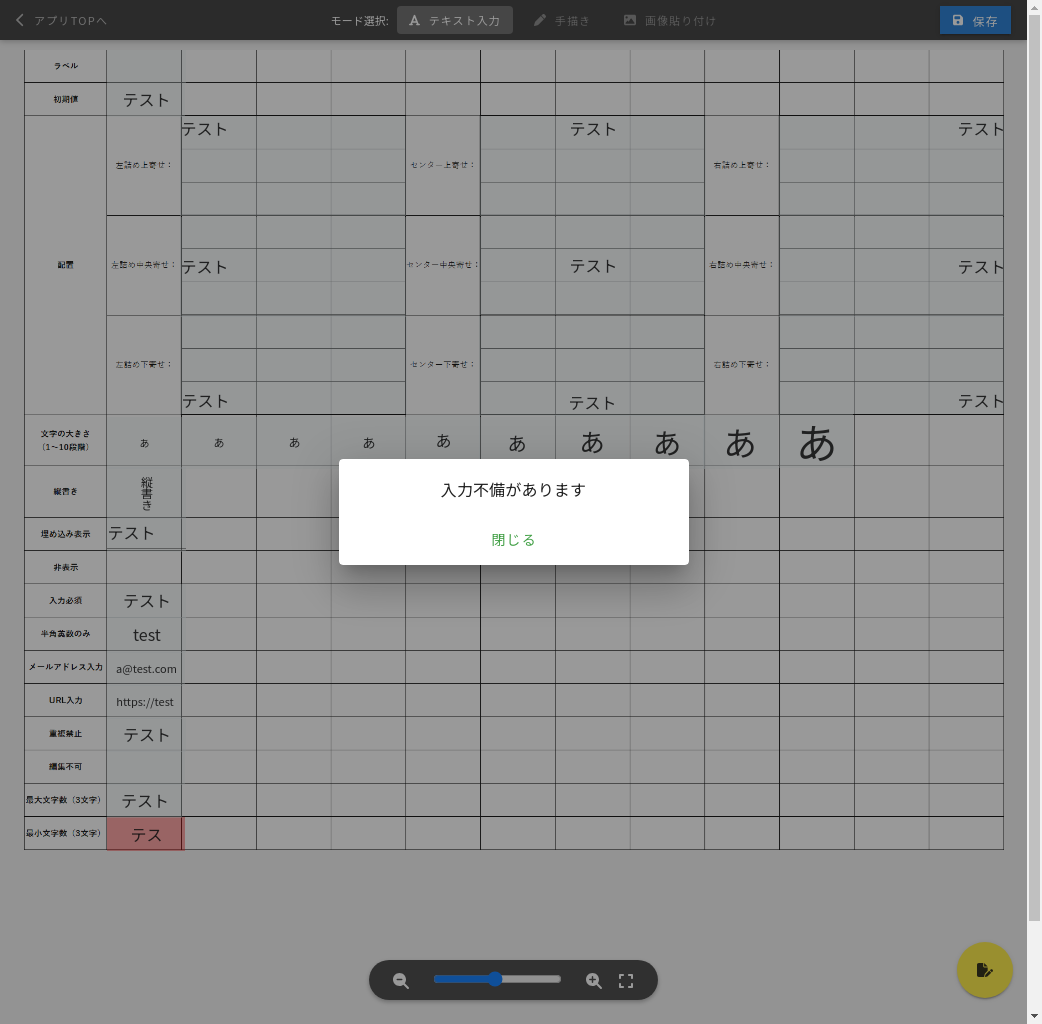 アプリTOPへ
モード選択:
テキスト入力
手描き
画像貼り付け
保存
ラベル
初期値
テスト
配置
左詰め上寄せ：
テスト
センター上寄せ：
テスト
右詰め上寄せ：
テスト
左詰め中央寄せ：
テスト
センター中央寄せ：
テスト
右詰め中央寄せ：
テスト
左詰め下寄せ：
テスト
センター下寄せ：
テスト
右詰め下寄せ：
テスト
文字の大きさ
（1～10段階）
あ
あ
あ
あ
あ
あ
あ
あ
あ
あ
縦書き
縦書き
埋め込み表示
テスト
非表示
入力必須
テスト
半角英数のみ
test
メールアドレス入力
a@test.com
URL入力
https://test
重複禁止
テスト
編集不可
最大文字数（3文字）
テスト
最小文字数（3文字）
テス
入力不備があります
閉じる